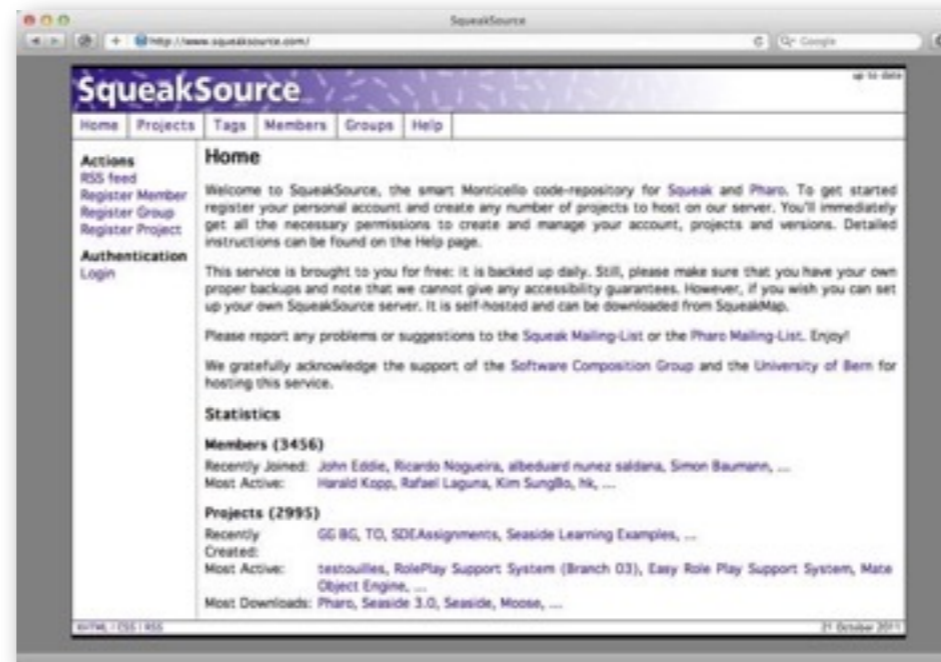 SqueakSource
http://www.squeaksource.com/
Google
SqueakSource
up to date
Home Projects Tags Members Groups Help
Actions
RSS feed
Register Member
Register Group
Register Project
Authentication
Login
Home
Welcome to SqueakSource, the smart Monticello code-repository for Squeak and Pharo. To get started
register your personal account and create any number of projects to host on our server. You'll immediately
get all the necessary permissions to create and manage your account, projects and versions. Detailed
instructions can be found on the Help page.
This service is brought to you for free: it is backed up daily. Still, please make sure that you have your own
proper backups and note that we cannot give any accessibility guarantees. However, if you wish you can set
up your own SqueakSource server. It is self-hosted and can be downloaded from SqueakMap.
Please report any problems or suggestions to the Squeak Mailing-List or the Pharo Mailing-List. Enjoy!
We gratefully acknowledge the support of the Software Composition Group and the University of Bern for
hosting this service.
Statistics
Members (3456)
Recently Joined: John Eddie, Ricardo Nogueira, albeduard nunez saldana, Simon Baumann, ...
Most Active: Harald Kopp, Rafael Laguna, Kim SungBo, hk, ...
Projects (2995)
Recently GG BG, TO, SDEAssignments, Seaside Learning Examples, ...
Created:
Most Active: testouilles, RolePlay Support System (Branch 03), Easy Role Play Support System, Mate
Object Engine, ...
Most Downloads: Pharo, Seaside 3.0, Seaside, Moose, ...
XHTML | CSS | RSS
21 October 2011